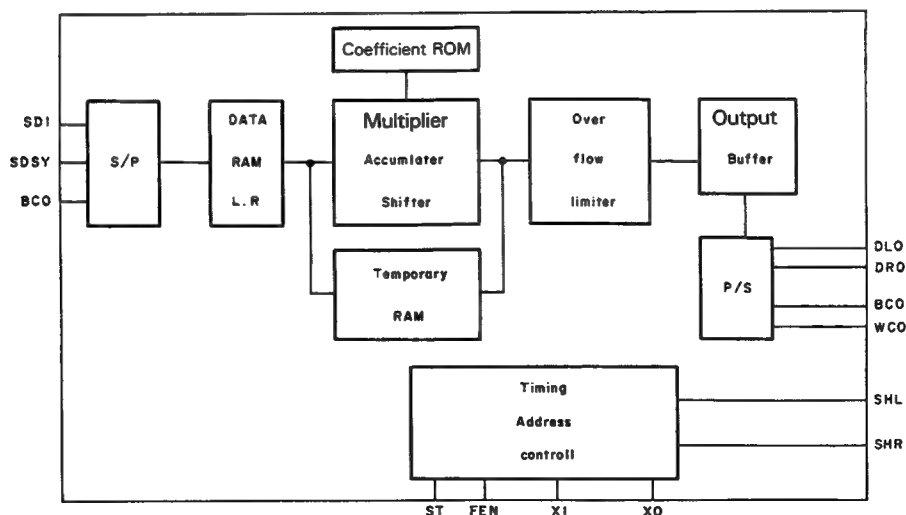 Coefficient ROM
SDI
SDSY
BCO
S/P
DATA
RAM
L.R
Multiplier
Accumlater
Shifter
Over
flow
limiter
Output
Buffer
Temporary
RAM
P/S
DLO
DRO
BCO
WCO
Timing
Address
controll
SHL
SHR
ST FEN XI XO